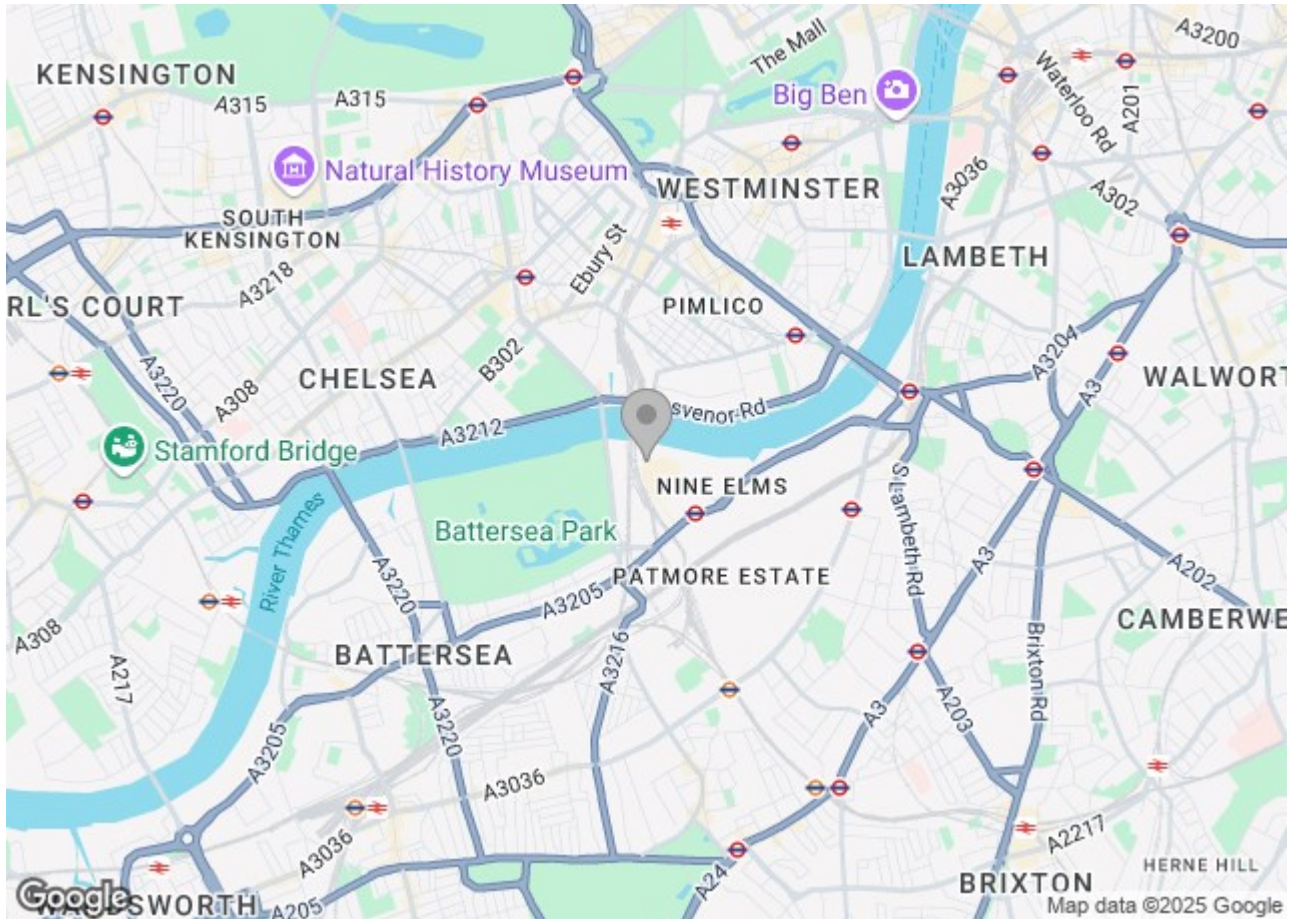 A3200
The Mall
KENSINGTON
Waterloo Rd
Big Ben
A315
A315
A201
Natural History Museum
A3036
WESTMINSTER
A302
SOUTH
KENSINGTON
Ebury St
LAMBETH
A3218
RL'S COURT
PIMLICO
A3204
A3220
B302
CHELSEA
A3
WALWORT
A308
svenor Rd
A3212
Stamford Bridge
NINE ELMS
S Lambeth Rd
River Thames
Battersea Park
A3
A202
A3220
PATMORE ESTATE
A3205
CAMBERWE
A308
Brixton Rd
BATTERSEA
A3216
A217
A203
A3
A3220
A3205
A3036
A2217
A3036
HERNE HILL
A24
BRIXTON
Google
WANDSWORTH
A205
Map data ©2025 Google